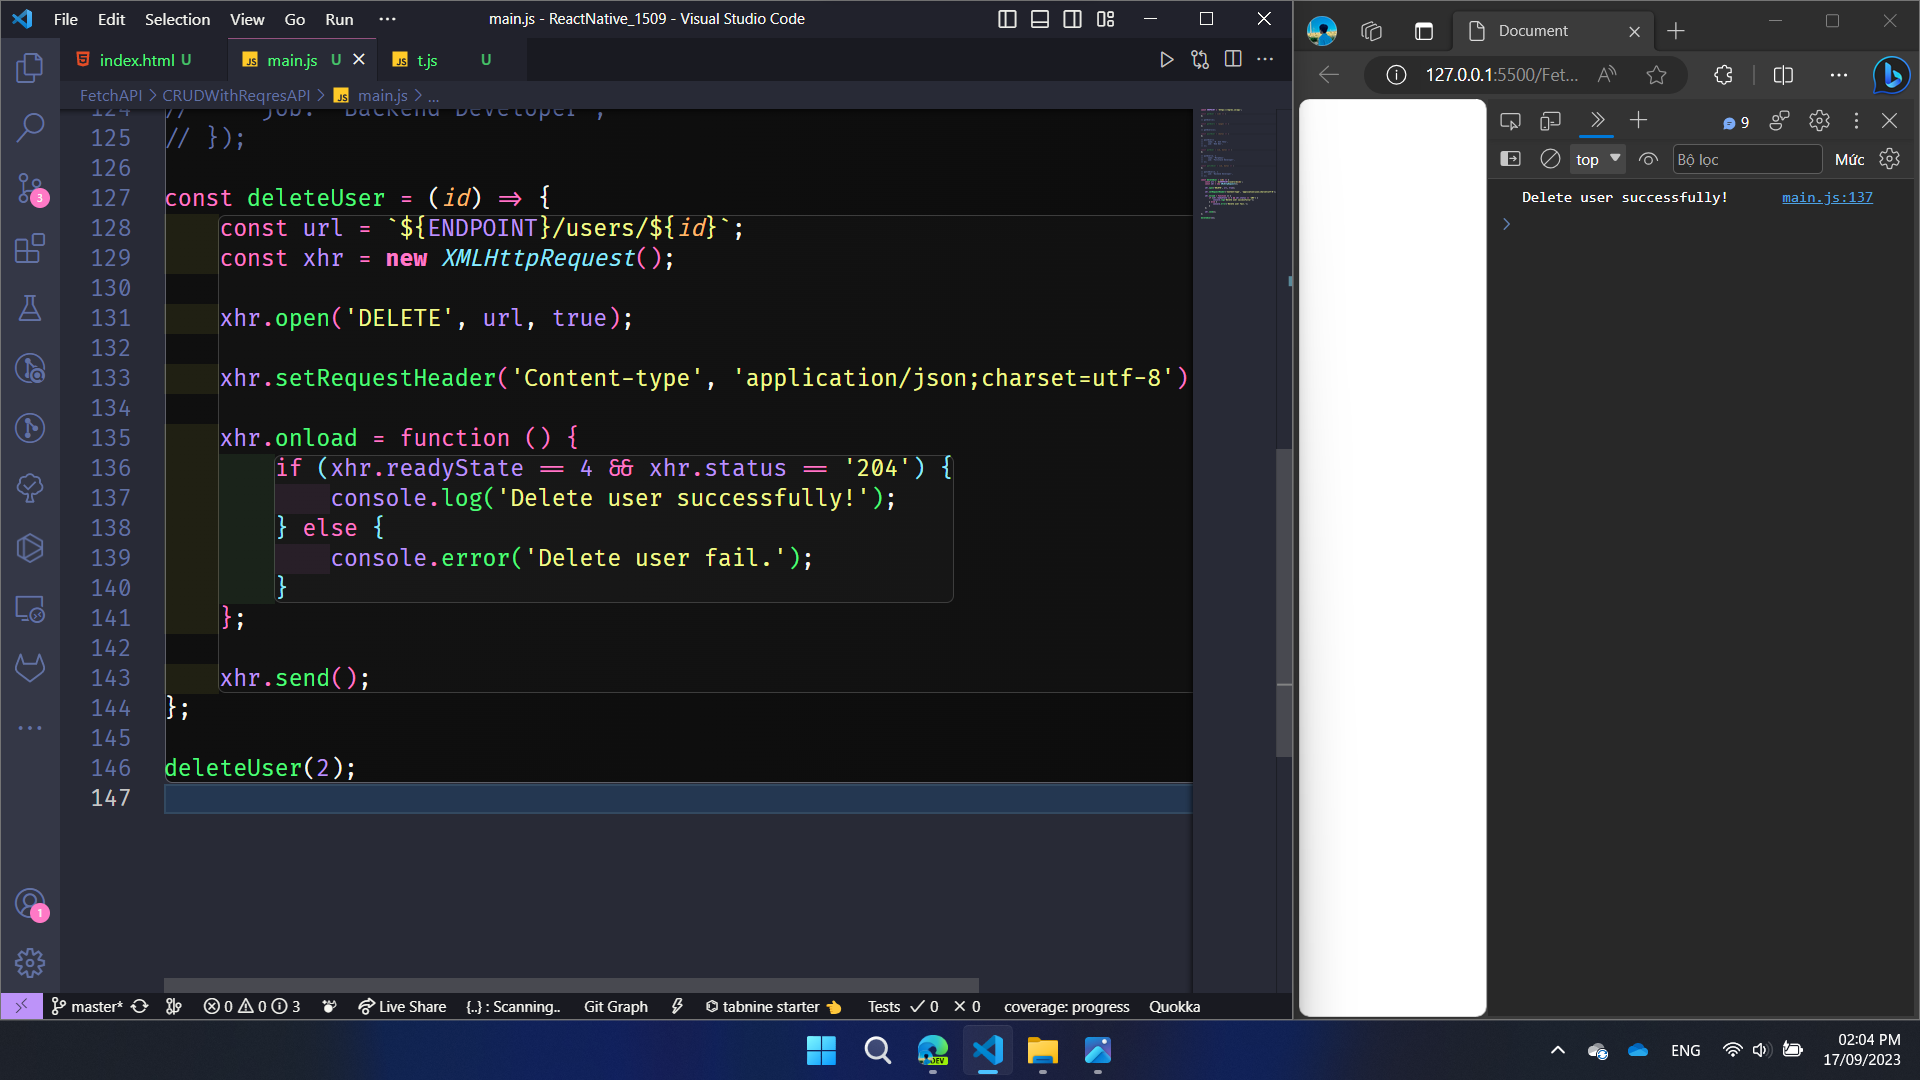 File Edit Selection View Go Run ··· main.js - ReactNative_1509 - Visual Studio Code
index.html U main.js U t.js U
FetchAPI > CRUDWithReqresAPI > main.js > ...
124 // job: 'Backend Developer',
125 // });
126
127 const deleteUser = (id) => {
128 const url = `${ENDPOINT}/users/${id}`;
129 const xhr = new XMLHttpRequest();
130
131 xhr.open('DELETE', url, true);
132
133 xhr.setRequestHeader('Content-type', 'application/json;charset=utf-8')
134
135 xhr.onload = function () {
136 if (xhr.readyState == 4 && xhr.status == '204') {
137 console.log('Delete user successfully!');
138 } else {
139 console.error('Delete user fail.');
140 }
141 };
142
143 xhr.send();
144 };
145
146 deleteUser(2);
147
3
1
master* 0 0 3 Live Share {..} : Scanning.. Git Graph tabnine starter Tests 0 0 coverage: progress Quokka
Document
127.0.0.1:5500/Fet...
9
top Bộ lọc Mức
Delete user successfully! main.js:137
DEV
ENG
02:04 PM
17/09/2023